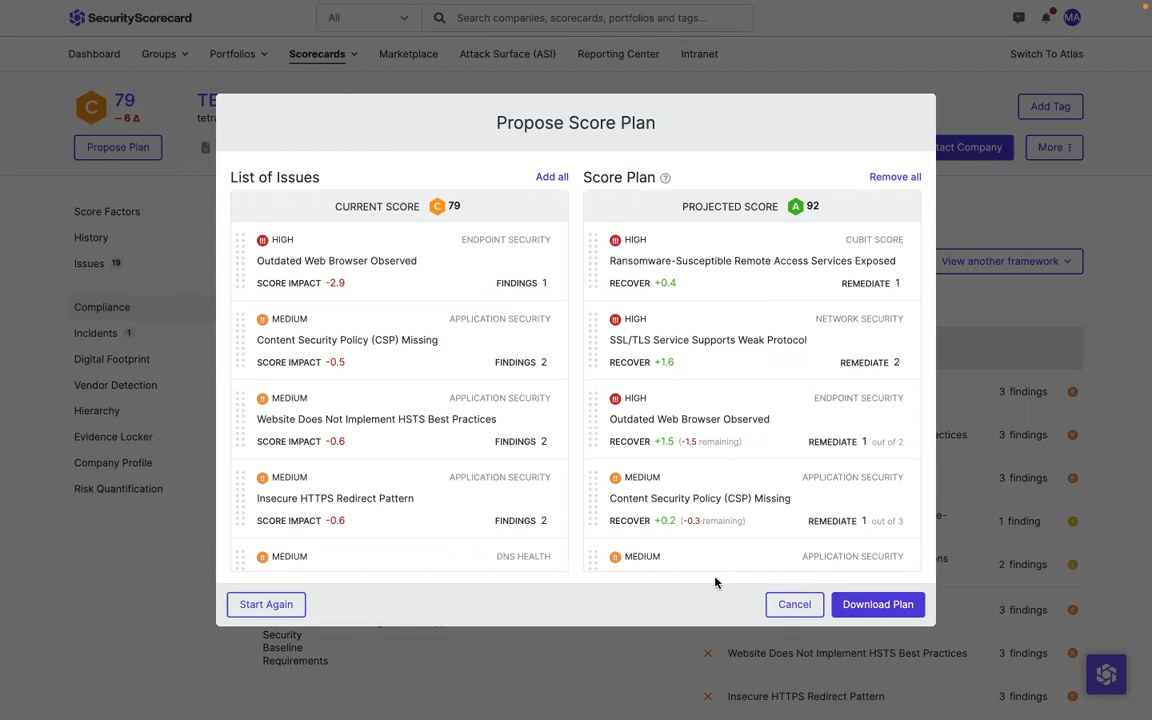 SecurityScorecard
All
Search companies, scorecards, portfolios and tags...
MA
Dashboard
Groups
Portfolios
Scorecards
Marketplace
Attack Surface (ASI)
Reporting Center
Intranet
Switch To Atlas
C
79
TE
– 6 Δ
tetra
Add Tag
Propose Plan
tact Company
More
Score Factors
History
Issues 19
Compliance
Incidents 1
Digital Footprint
Vendor Detection
Hierarchy
Evidence Locker
Company Profile
Risk Quantification
View another framework
Propose Score Plan
List of Issues
Add all
CURRENT SCORE C 79
HIGH
ENDPOINT SECURITY
Outdated Web Browser Observed
SCORE IMPACT -2.9
FINDINGS 1
MEDIUM
APPLICATION SECURITY
Content Security Policy (CSP) Missing
SCORE IMPACT -0.5
FINDINGS 2
MEDIUM
APPLICATION SECURITY
Website Does Not Implement HSTS Best Practices
SCORE IMPACT -0.6
FINDINGS 2
MEDIUM
APPLICATION SECURITY
Insecure HTTPS Redirect Pattern
SCORE IMPACT -0.6
FINDINGS 2
MEDIUM
DNS HEALTH
Score Plan ?
Remove all
PROJECTED SCORE A 92
HIGH
CUBIT SCORE
Ransomware-Susceptible Remote Access Services Exposed
RECOVER +0.4
REMEDIATE 1
HIGH
NETWORK SECURITY
SSL/TLS Service Supports Weak Protocol
RECOVER +1.6
REMEDIATE 2
HIGH
ENDPOINT SECURITY
Outdated Web Browser Observed
RECOVER +1.5 (-1.5 remaining)
REMEDIATE 1 out of 2
MEDIUM
APPLICATION SECURITY
Content Security Policy (CSP) Missing
RECOVER +0.2 (-0.3 remaining)
REMEDIATE 1 out of 3
MEDIUM
APPLICATION SECURITY
Start Again
Cancel
Download Plan
3 findings
actices
3 findings
3 findings
e-
1 finding
ons
2 findings
3 findings
Security
Baseline
Requirements
Website Does Not Implement HSTS Best Practices
3 findings
Insecure HTTPS Redirect Pattern
3 findings